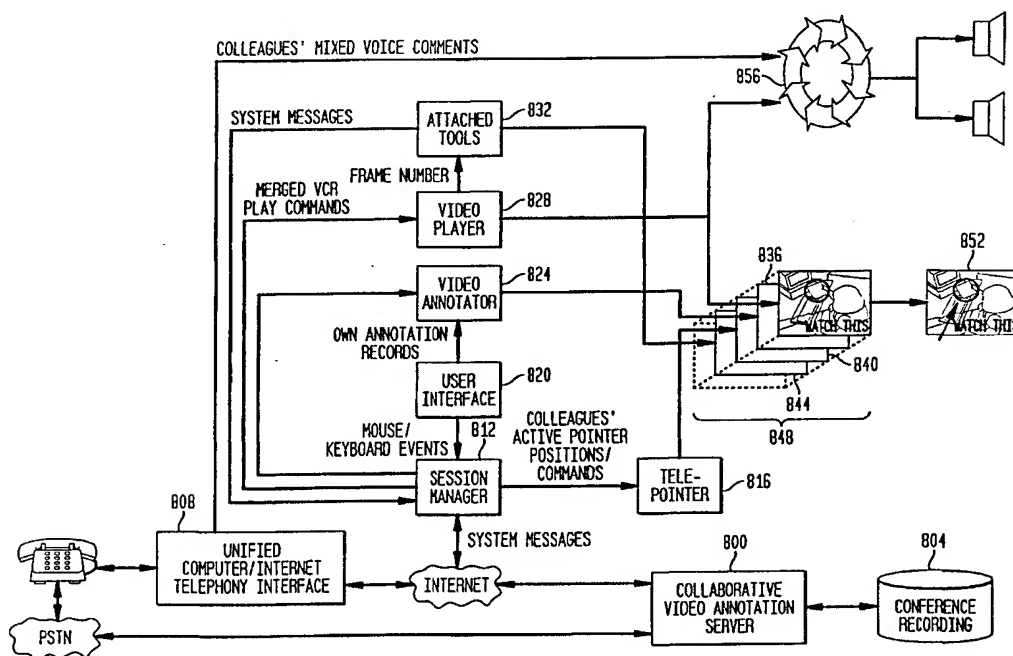 COLLEAGUES' MIXED VOICE COMMENTS
856
SYSTEM MESSAGES
ATTACHED
TOOLS
832
FRAME NUMBER
MERGED VCR
PLAY COMMANDS
VIDEO
PLAYER
828
VIDEO
ANNOTATOR
824
836
WATCH THIS
852
WATCH THIS
840
844
848
OWN ANNOTATION
RECORDS
USER
INTERFACE
820
MOUSE/
KEYBOARD EVENTS
812
SESSION
MANAGER
COLLEAGUES'
ACTIVE POINTER
POSITIONS/
COMMANDS
TELE-
POINTER
816
808
UNIFIED
COMPUTER/INTERNET
TELEPHONY INTERFACE
SYSTEM MESSAGES
INTERNET
800
COLLABORATIVE
VIDEO ANNOTATION
SERVER
804
CONFERENCE
RECORDING
PSTN